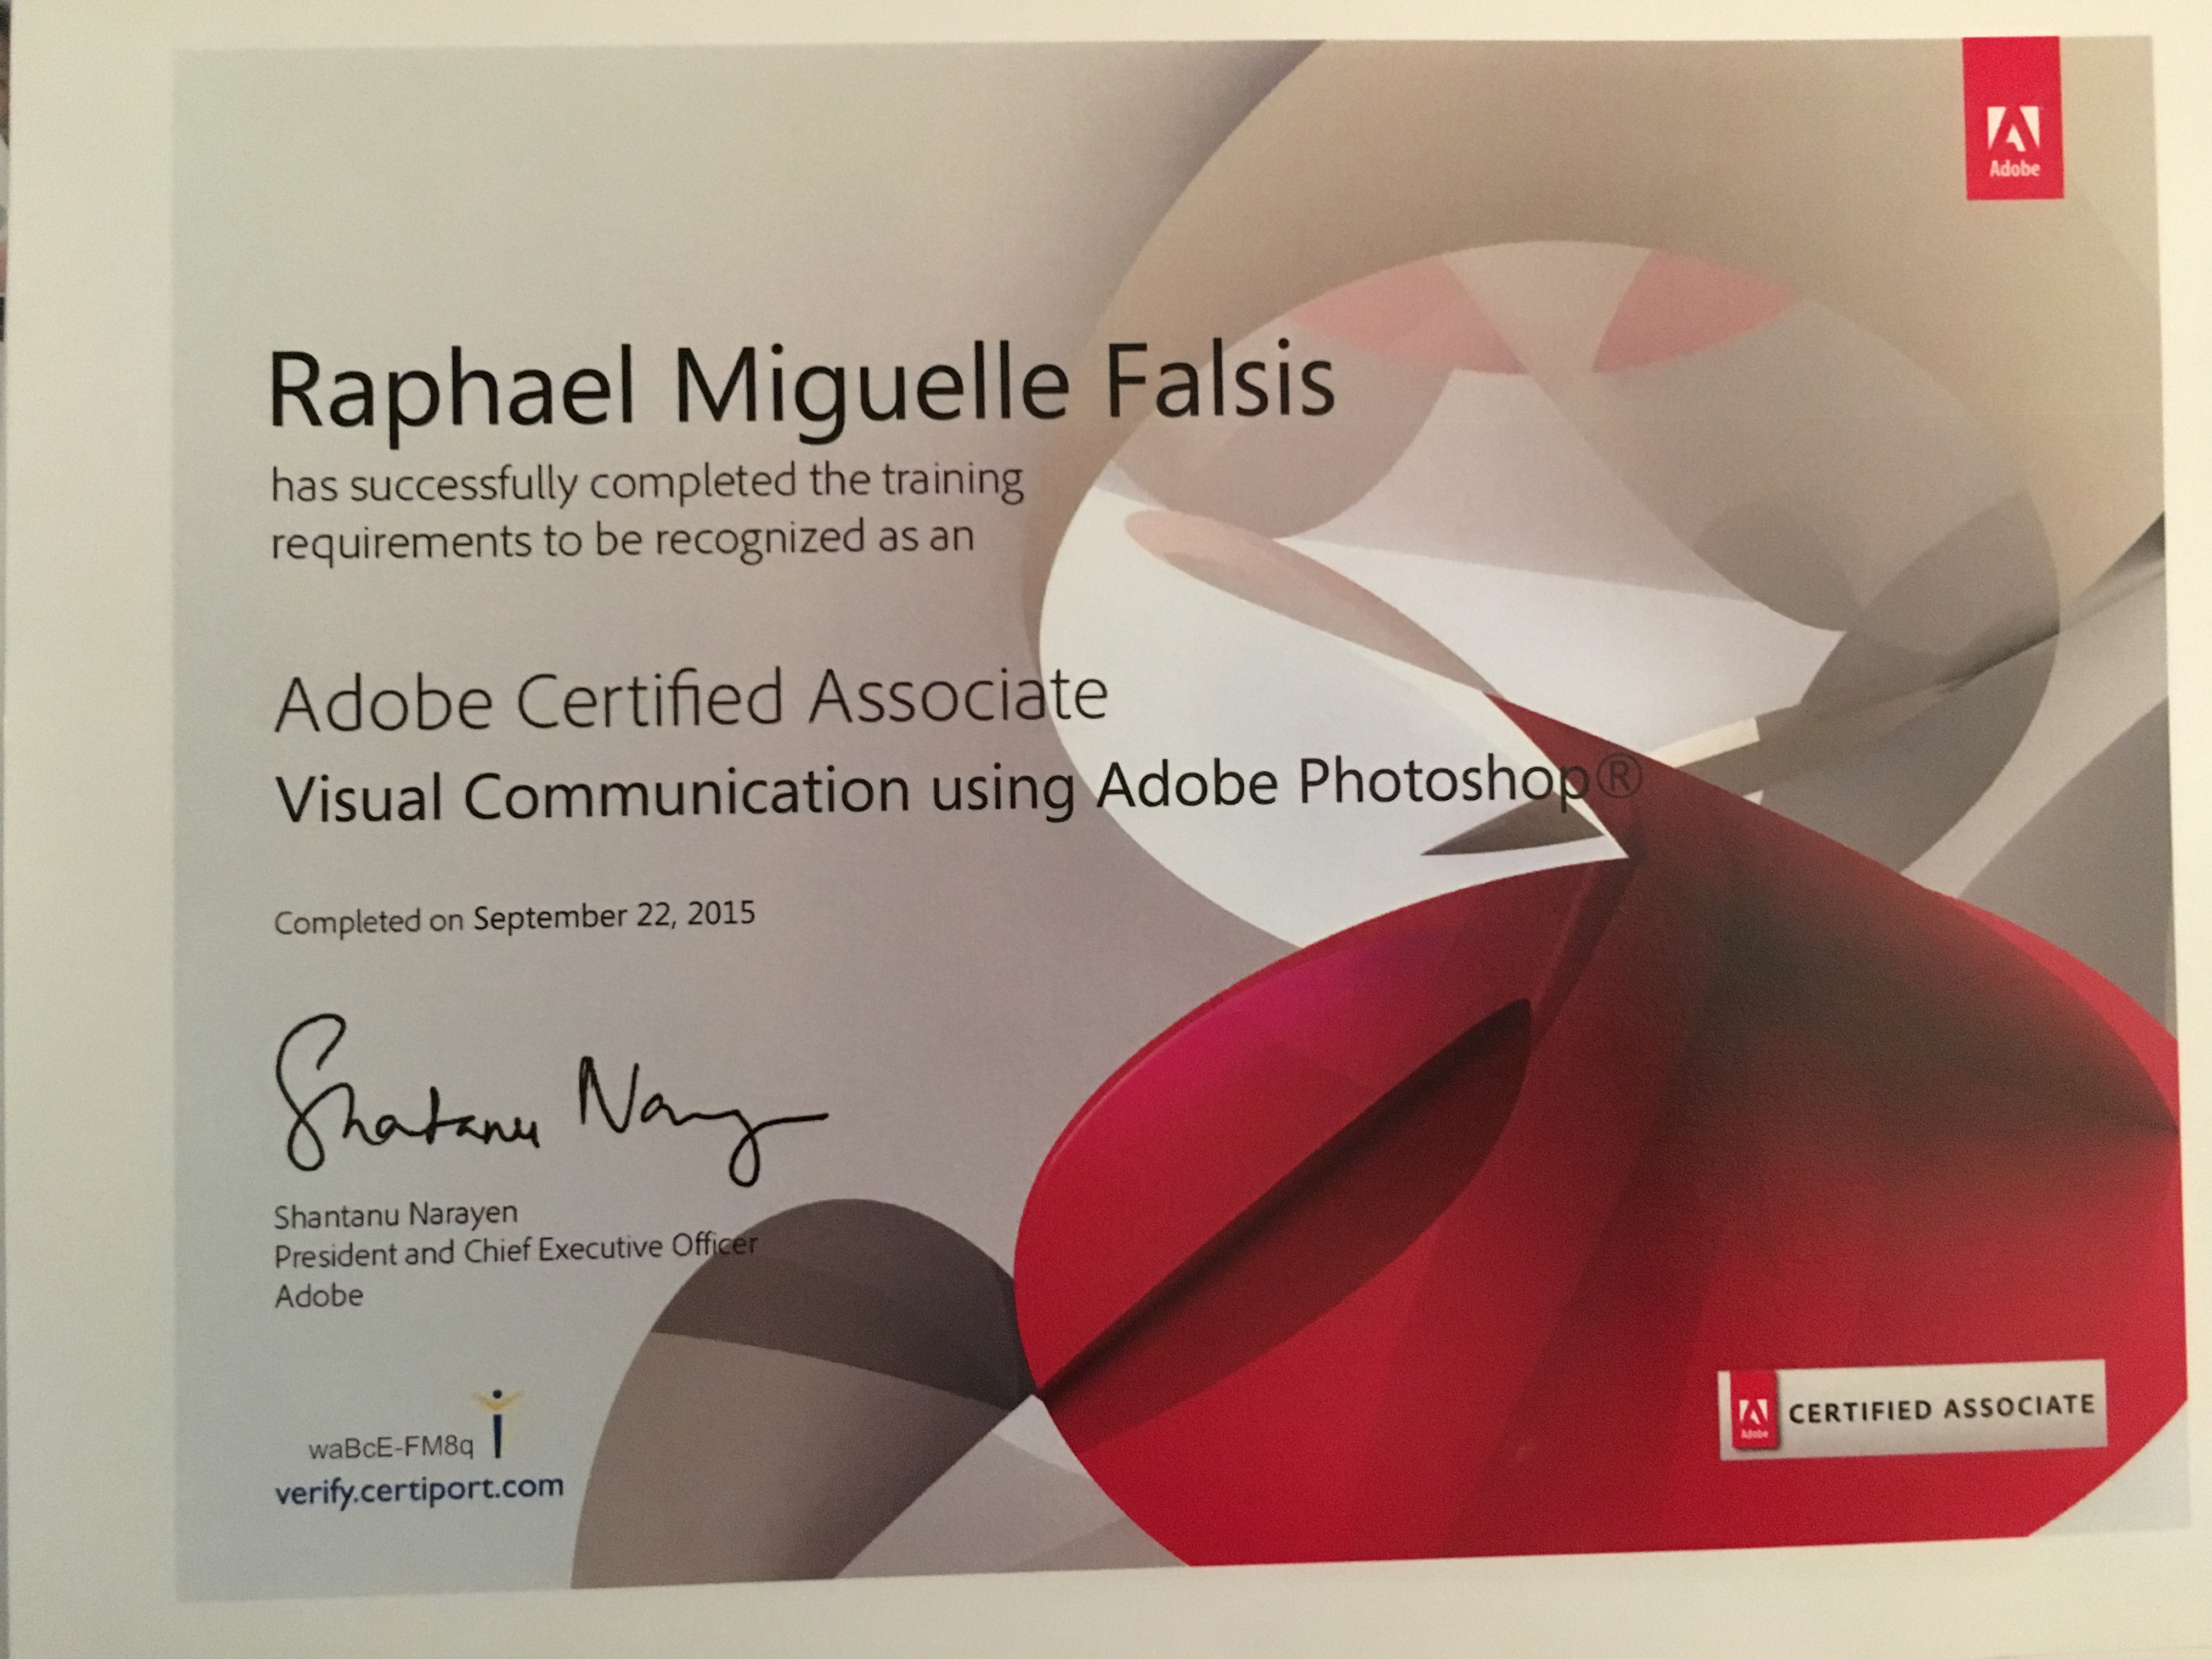 Adobe
Raphael Miguelle Falsis
has successfully completed the training
requirements to be recognized as an
Adobe Certified Associate
Visual Communication using Adobe Photoshop®
Completed on September 22, 2015
Shantanu Narayen
Shantanu Narayen
President and Chief Executive Officer
Adobe
waBcE-FM8q
verify.certiport.com
Adobe
CERTIFIED ASSOCIATE